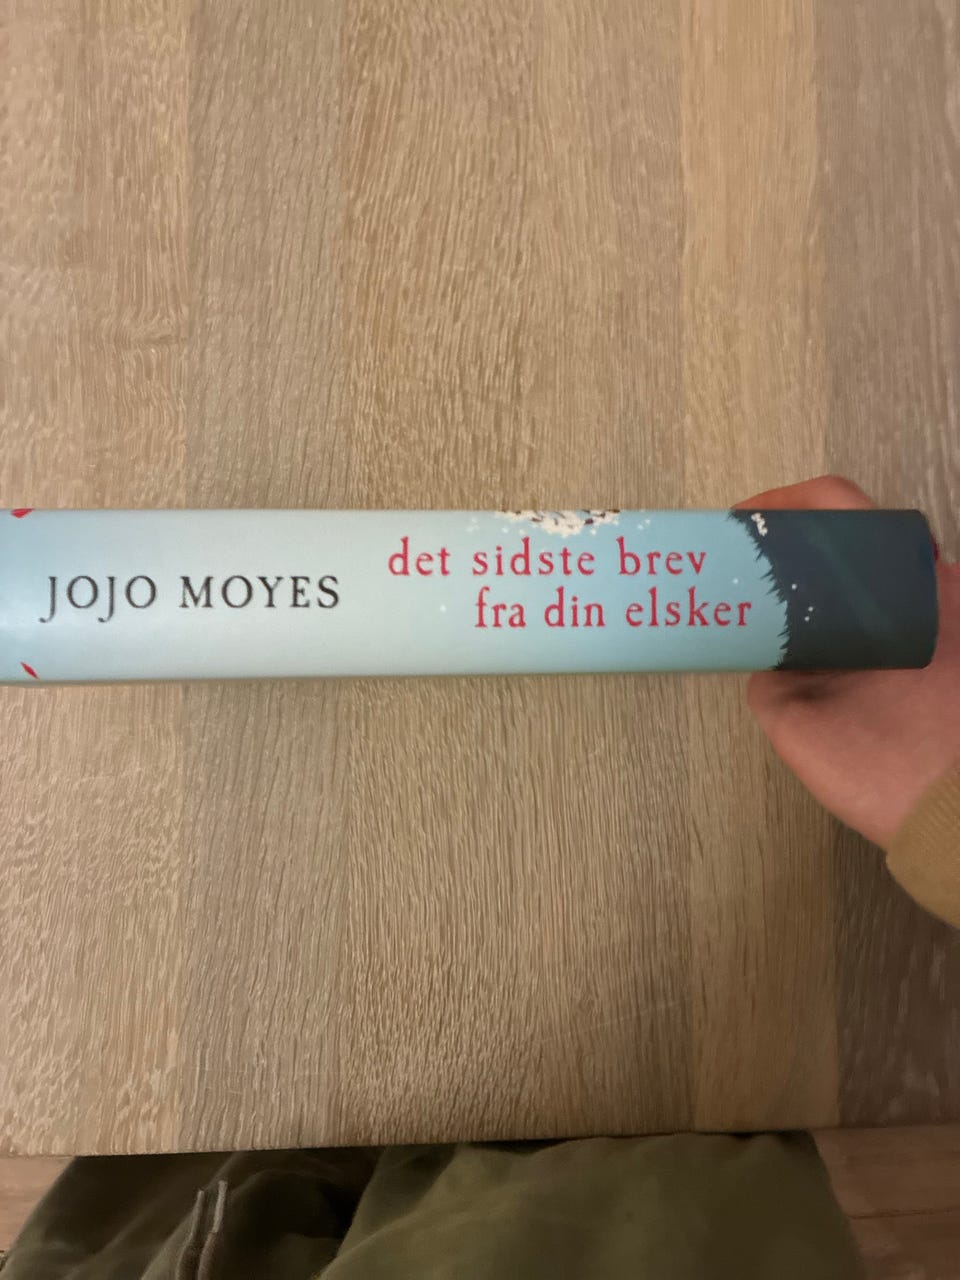 JOJO MOYES
det sidste brev
fra din elsker